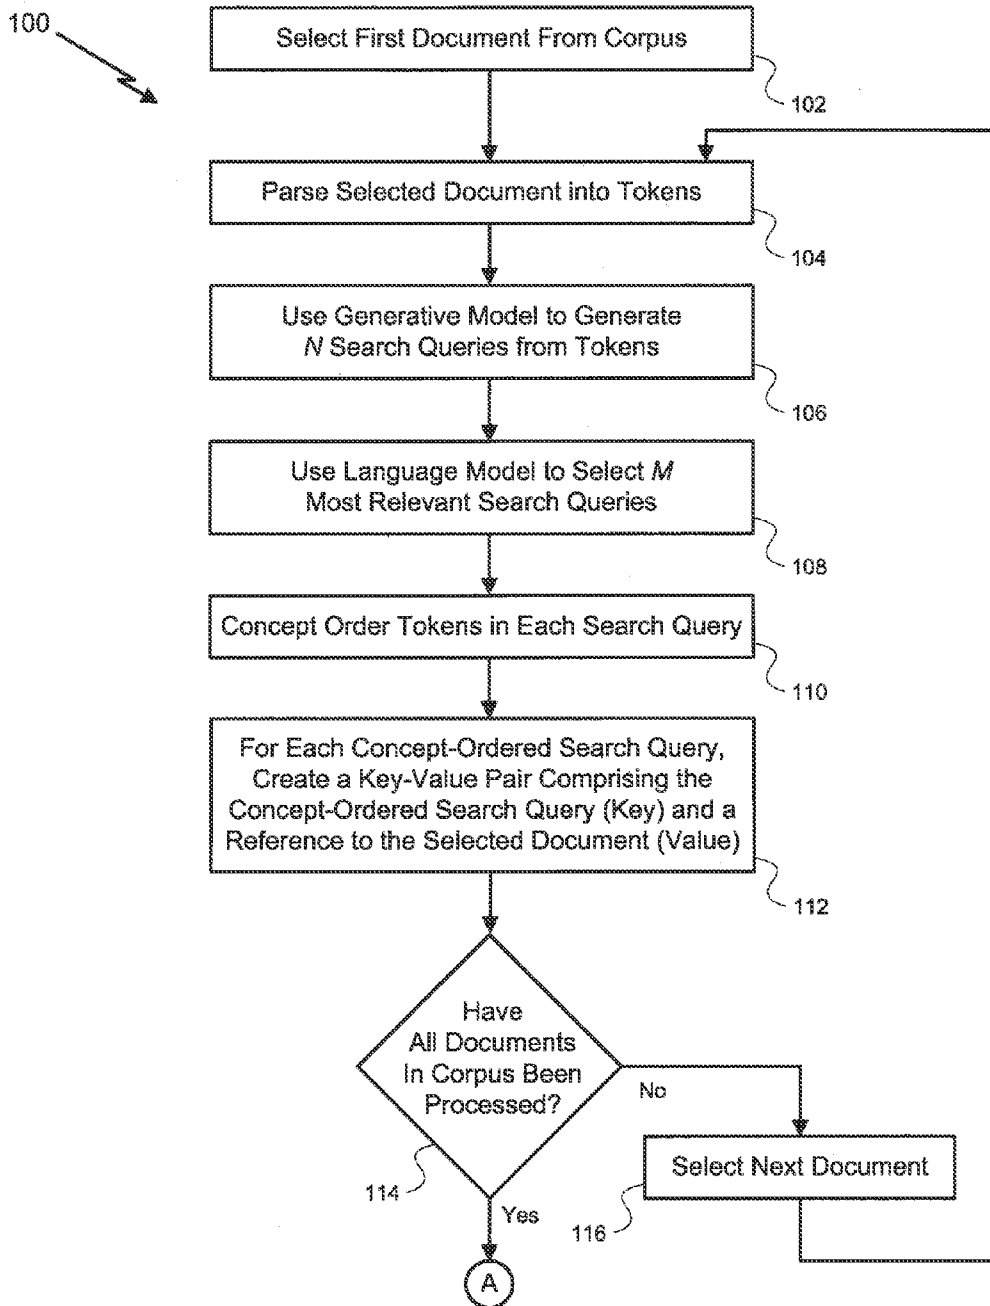 100
Select First Document From Corpus
102
Parse Selected Document into Tokens
104
Use Generative Model to Generate
N Search Queries from Tokens
106
Use Language Model to Select M
Most Relevant Search Queries
108
Concept Order Tokens in Each Search Query
110
For Each Concept-Ordered Search Query,
Create a Key-Value Pair Comprising the
Concept-Ordered Search Query (Key) and a
Reference to the Selected Document (Value)
112
Have
All Documents
In Corpus Been
Processed?
No
114
Select Next Document
116
Yes
A